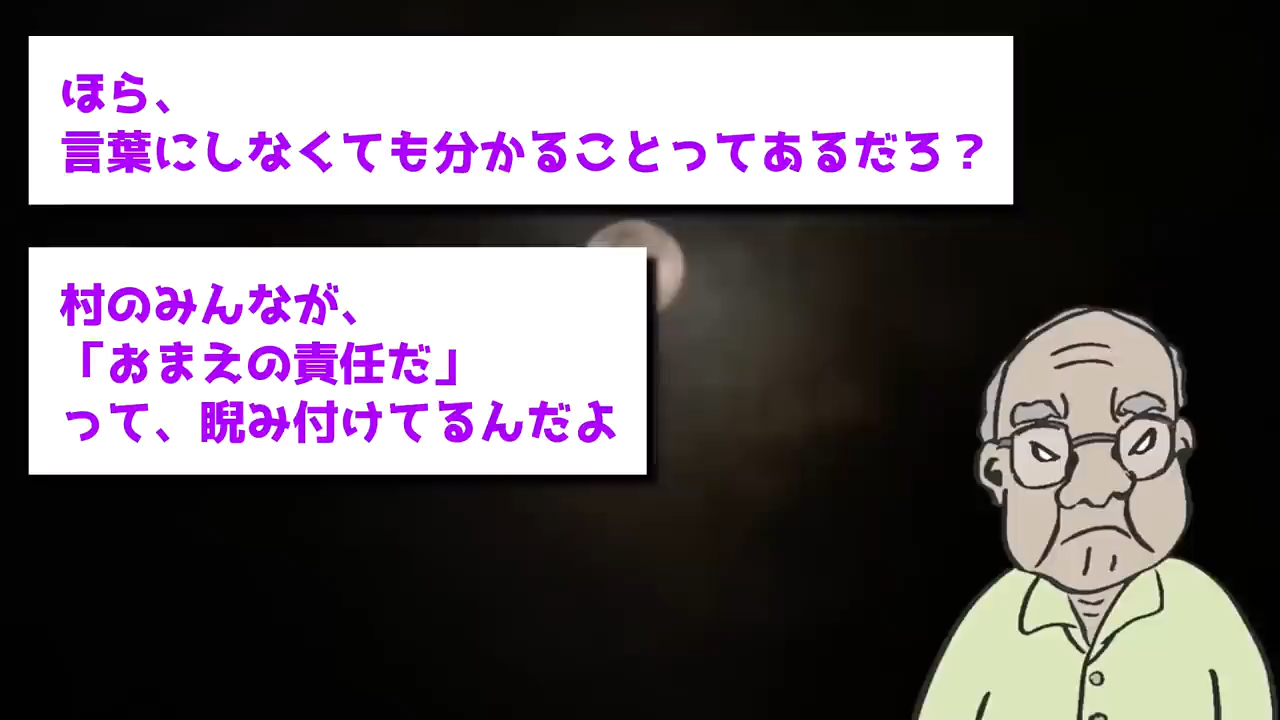 ほら、
言葉にしなくても分かることってあるだろ？
村のみんなが、
「おまえの責任だ」
って、睨み付けてるんだよ